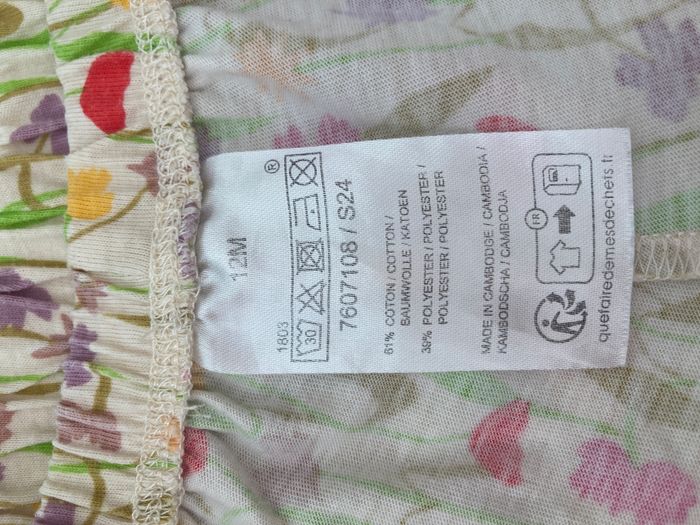 12M
®
1803
30
7607108 / S24
61% COTON / COTTON /
BAUMWOLLE / KATOEN
39% POLYESTER / POLYESTER /
POLYESTER / POLYESTER
MADE IN CAMBODGE / CAMBODIA /
KAMBODSCHA / CAMBODJA
FR
quefairedemesdechets.fr